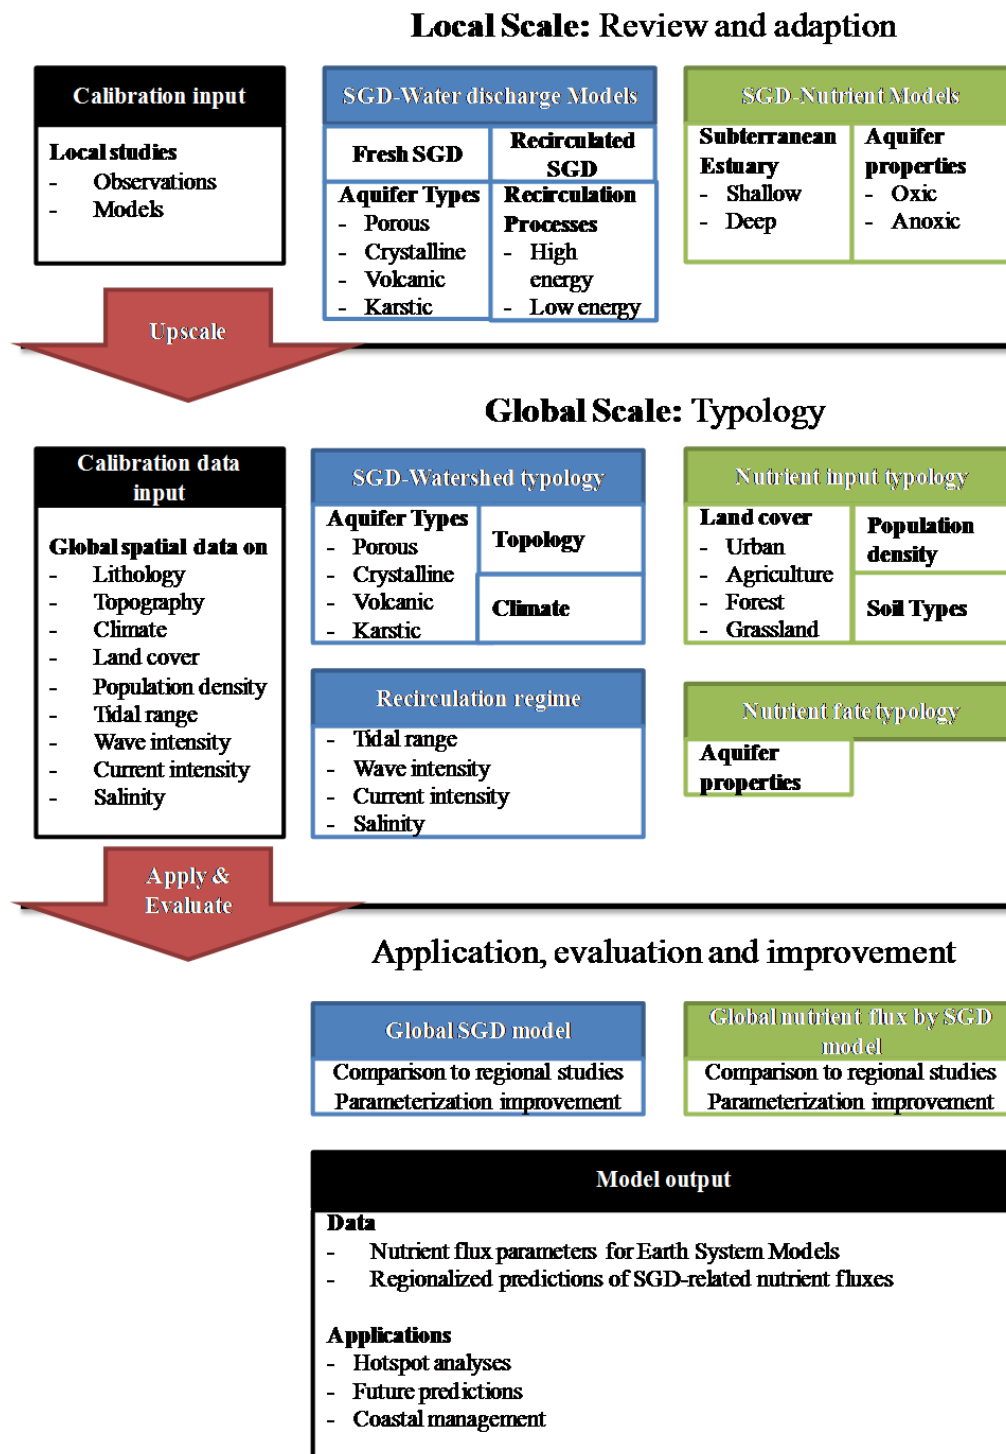 Local Scale: Review and adaption
Calibration input
Local studies
- Observations
- Models
SGD-Water discharge Models
Fresh SGD
Aquifer Types
- Porous
- Crystalline
- Volcanic
- Karstic
Recirculated
SGD
Recirculation
Processes
- High
energy
- Low energy
SGD-Nutrient Models
Subterranean
Estuary
- Shallow
- Deep
Aquifer
properties
- Oxic
- Anoxic
Upscale
Global Scale: Typology
Calibration data
input
Global spatial data on
- Lithology
- Topography
- Climate
- Land cover
- Population density
- Tidal range
- Wave intensity
- Current intensity
- Salinity
SGD-Watershed typology
Aquifer Types
- Porous
- Crystalline
- Volcanic
- Karstic
Topology
Climate
Recirculation regime
- Tidal range
- Wave intensity
- Current intensity
- Salinity
Nutrient input typology
Land cover
- Urban
- Agriculture
- Forest
- Grassland
Population
density
Soil Types
Nutrient fate typology
Aquifer
properties
Apply &
Evaluate
Application, evaluation and improvement
Global SGD model
Comparison to regional studies
Parameterization improvement
Global nutrient flux by SGD
model
Comparison to regional studies
Parameterization improvement
Model output
Data
- Nutrient flux parameters for Earth System Models
- Regionalized predictions of SGD-related nutrient fluxes
Applications
- Hotspot analyses
- Future predictions
- Coastal management